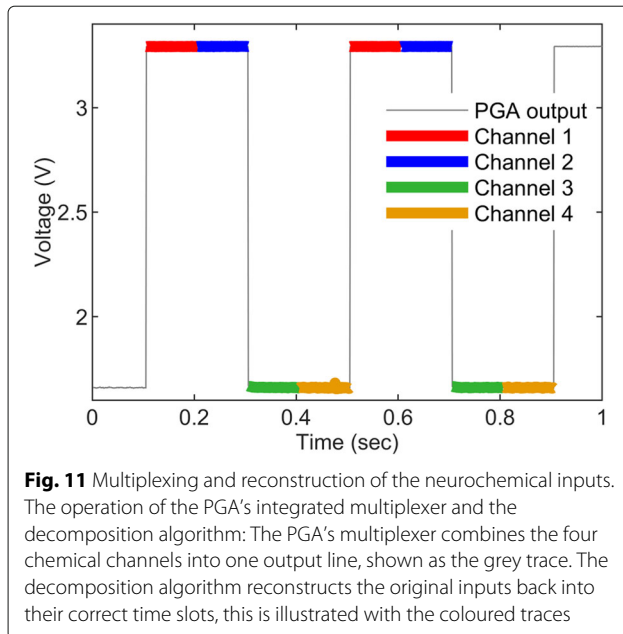 3
2.5
2
Voltage (V)
PGA output
Channel 1
Channel 2
Channel 3
Channel 4
0 0.2 0.4 0.6 0.8 1
Time (sec)
Fig. 11 Multiplexing and reconstruction of the neurochemical inputs.
The operation of the PGA's integrated multiplexer and the
decomposition algorithm: The PGA's multiplexer combines the four
chemical channels into one output line, shown as the grey trace. The
decomposition algorithm reconstructs the original inputs back into
their correct time slots, this is illustrated with the coloured traces